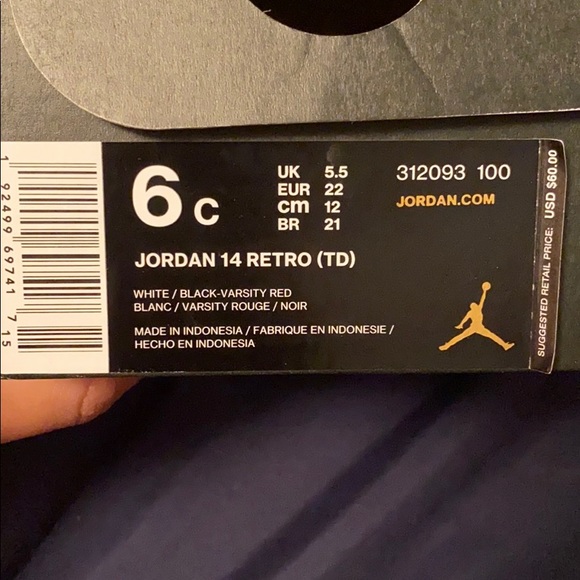 6 C
UK 5.5
EUR 22
cm 12
BR 21
312093 100
JORDAN.COM
JORDAN 14 RETRO (TD)
WHITE / BLACK-VARSITY RED
BLANC / VARSITY ROUGE / NOIR
MADE IN INDONESIA / FABRIQUE EN INDONESIE /
HECHO EN INDONESIA
SUGGESTED RETAIL PRICE: USD $60.00
1 92499 69741 7 15